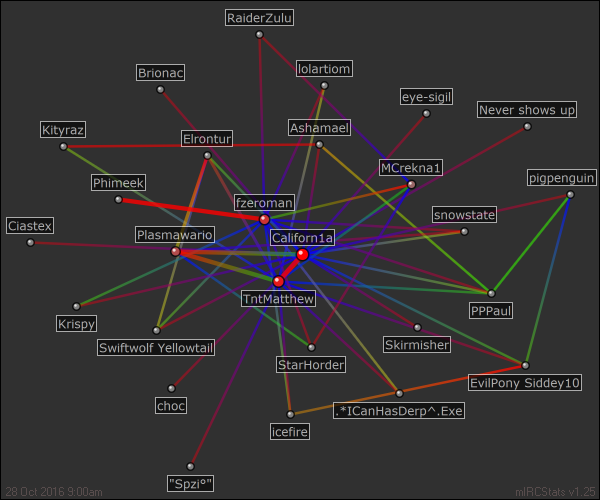 RaiderZulu
lolartiom
Brionac
eye-sigil
Never shows up
Ashamael
Kityraz
Elrontur
MCrekna1
pigpenguin
Phimeek
fzeroman
snowstate
Ciastex
Plasmawario
Californ1a
TntMatthew
PPPaul
Krispy
Swiftwolf Yellowtail
Skirmisher
StarHorder
EvilPony Siddey10
choc
.*ICanHasDerp^.Exe
icefire
"Spzi°"
28 Oct 2016 9:00am
mIRCStats v1.25